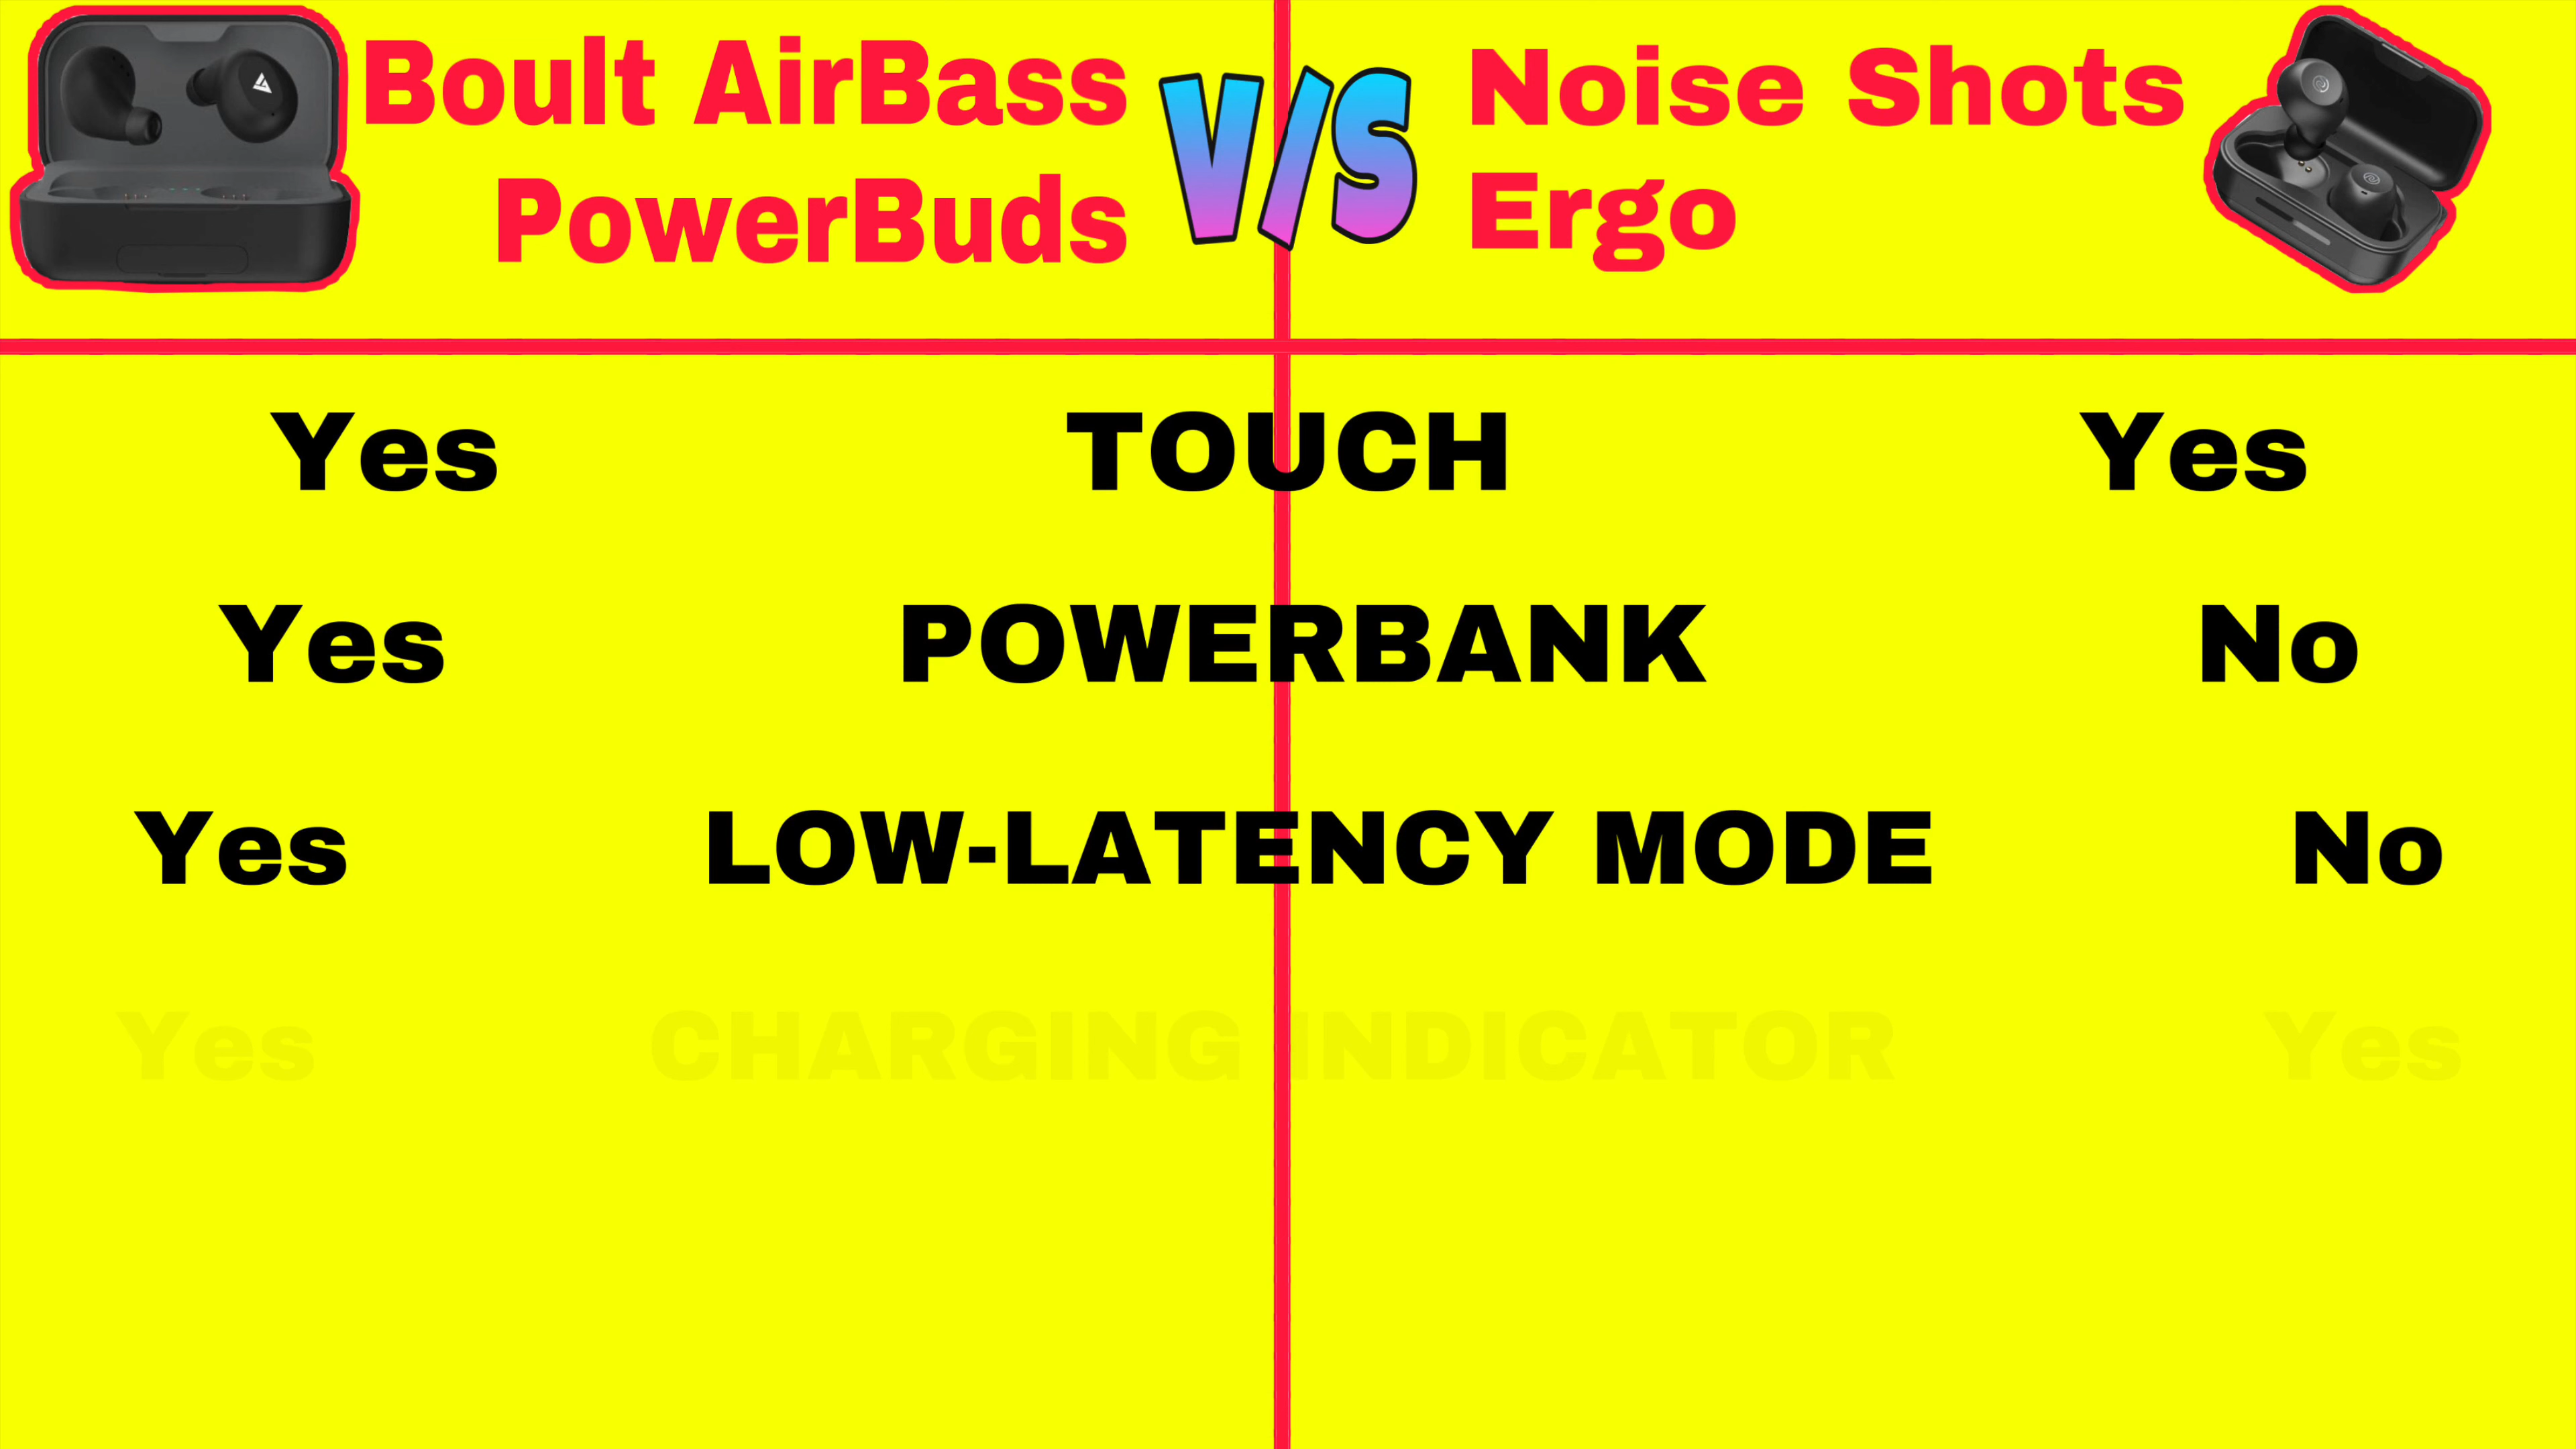 Boult AirBass
PowerBuds
V/S
Noise Shots
Ergo
Yes TOUCH Yes
Yes POWERBANK No
Yes LOW-LATENCY MODE No
Yes CHARGING INDICATOR Yes